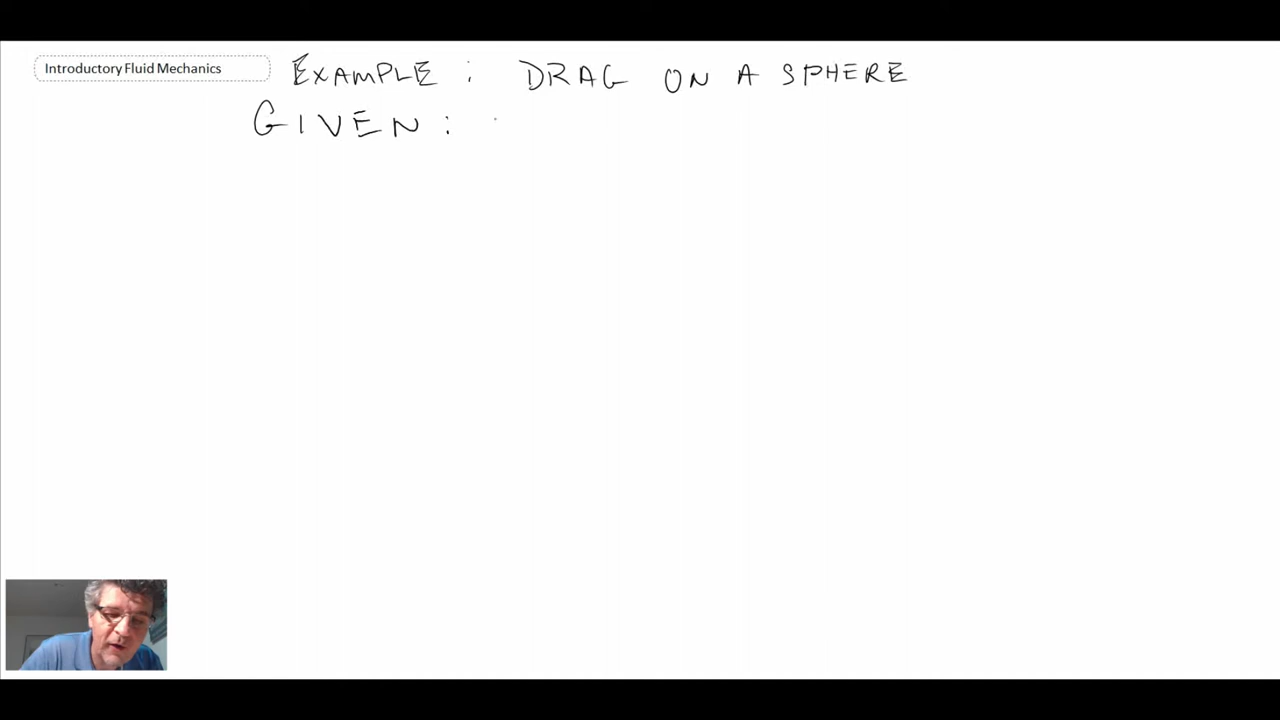 Introductory Fluid Mechanics
EXAMPLE : DRAG ON A SPHERE
GIVEN :